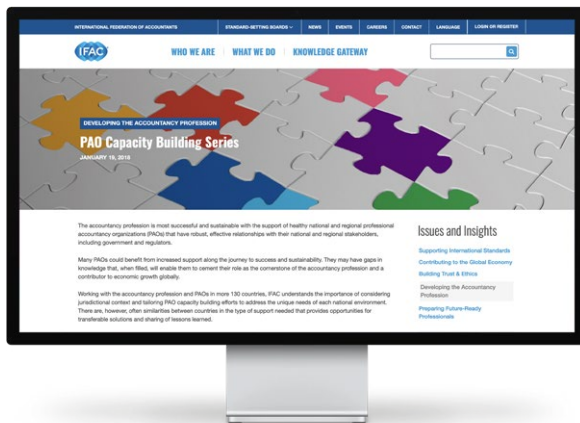 INTERNATIONAL FEDERATION OF ACCOUNTANTS
STANDARD-SETTING BOARDS NEWS EVENTS CAREERS CONTACT LANGUAGE LOGIN OR REGISTER
IFAC
WHO WE ARE WHAT WE DO KNOWLEDGE GATEWAY
DEVELOPING THE ACCOUNTANCY PROFESSION
PAO Capacity Building Series
JANUARY 18, 2018
The accountancy profession is most successful and sustainable with the support of healthy national and regional professional
accountancy organizations (PAOs) that have robust, effective relationships with their national and regional stakeholders,
including government and regulators.
Many PAOs could benefit from increased support along the journey to success and sustainability. They may have gaps in
knowledge that, when filled, will enable them to cement their role as the cornerstone of the accountancy profession and a
contributor to economic growth globally.
Working with the accountancy profession and PAOs in more 130 countries, IFAC understands the importance of considering
jurisdictional context and tailoring PAO capacity building efforts to address the unique needs of each national environment.
There are, however, often similarities between countries in the type of support needed that provides opportunities for
transferable solutions and sharing of lessons learned.
Issues and Insights
Supporting International Standards
Contributing to the Global Economy
Building Trust & Ethics
Developing the Accountancy
Profession
Preparing Future-Ready
Professionals